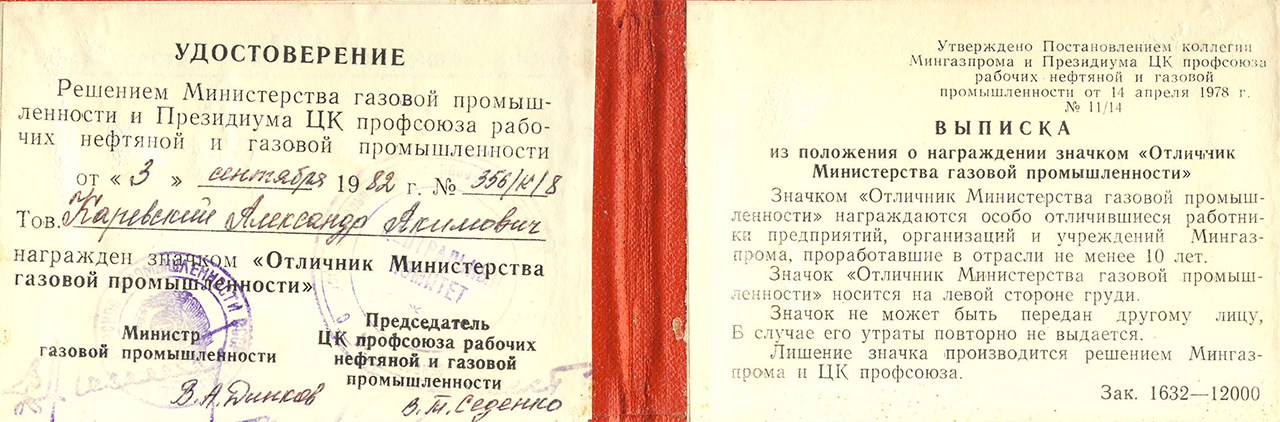 УДОСТОВЕРЕНИЕ
Решением Министерства газовой промыш-
ленности и Президиума ЦК профсоюза рабо-
чих нефтяной и газовой промышленности
от « 3 » сентября 1982 г. № 356/к/8
Тов. Каревский Александр Акимович
награжден значком «Отличник Министерства
газовой промышленности»
Министр
газовой промышленности
В.А.Динков
Председатель
ЦК профсоюза рабочих
нефтяной и газовой
промышленности
В.Т.Седенко
ЦЕНТРАЛЬНЫЙ
КОМИТЕТ
Утверждено Постановлением коллегии
Мингазпрома и Президиума ЦК профсоюза
рабочих нефтяной и газовой
промышленности от 14 апреля 1978 г.
№ 11/14
ВЫПИСКА
из положения о награждении значком «Отличник
Министерства газовой промышленности»
Значком «Отличник Министерства газовой промыш-
ленности» награждаются особо отличившиеся работни-
ки предприятий, организаций и учреждений Мингаз-
прома, проработавшие в отрасли не менее 10 лет.
Значок «Отличник Министерства газовой промыш-
ленности» носится на левой стороне груди.
Значок не может быть передан другому лицу,
В случае его утраты повторно не выдается.
Лишение значка производится решением Мингаз-
прома и ЦК профсоюза.
Зак. 1632—12000